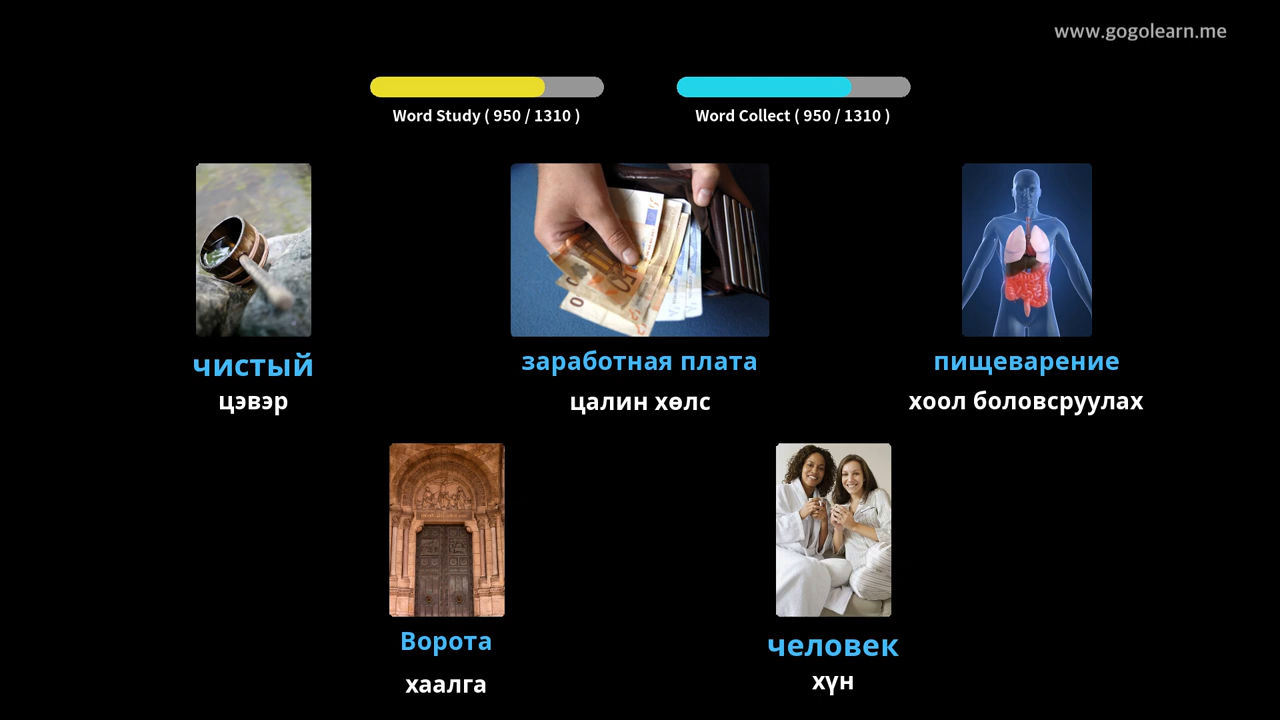 www.gogolearn.me
Word Study ( 950 / 1310 )
Word Collect ( 950 / 1310 )
чистый
цэвэр
заработная плата
цалин хөлс
пищеварение
хоол боловсруулах
Ворота
хаалга
человек
хүн